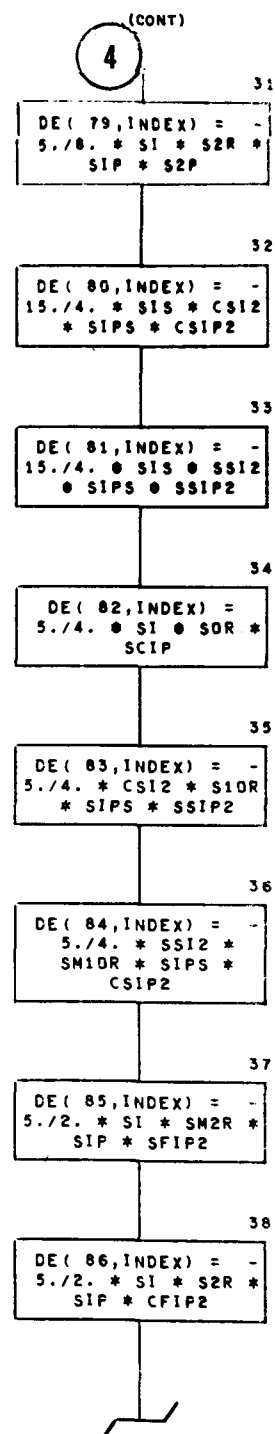 (CONT)
4
31
DE( 79,INDEX) = -
5./8. * SI * S2R *
SIP * S2P
32
DE( 80,INDEX) = -
15./4. * SIS * CSI2
* SIPS * CSIP2
33
DE( 81,INDEX) = -
15./4. * SIS * SSI2
* SIPS * SSIP2
34
DE( 82,INDEX) =
5./4. * SI * S0R *
SCIP
35
DE( 83,INDEX) = -
5./4. * CSI2 * S10R
* SIPS * SSIP2
36
DE( 84,INDEX) = -
5./4. * SSI2 *
SM10R * SIPS *
CSIP2
37
DE( 85,INDEX) = -
5./2. * SI * SM2R *
SIP * SFIP2
38
DE( 86,INDEX) = -
5./2. * SI * S2R *
SIP * CFIP2